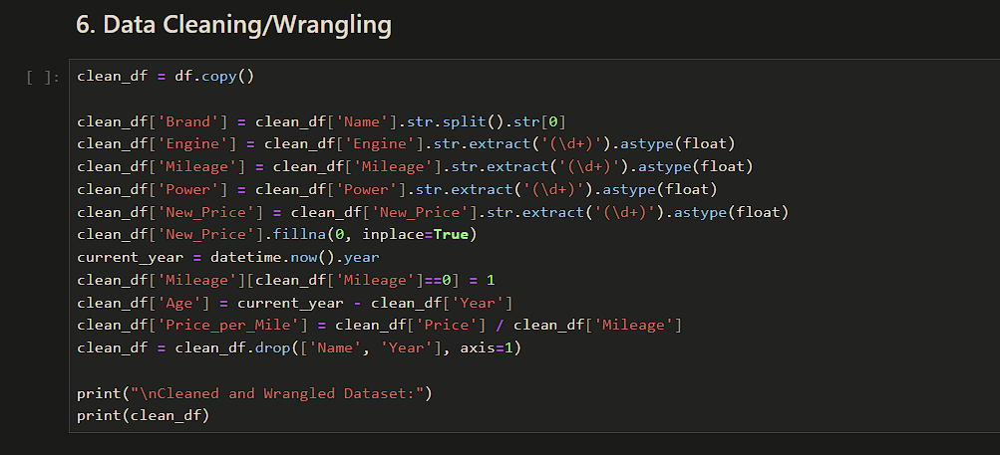 6. Data Cleaning/Wrangling
[ ]:
clean_df = df.copy()
clean_df['Brand'] = clean_df['Name'].str.split().str[0]
clean_df['Engine'] = clean_df['Engine'].str.extract('(\d+)').astype(float)
clean_df['Mileage'] = clean_df['Mileage'].str.extract('(\d+)').astype(float)
clean_df['Power'] = clean_df['Power'].str.extract('(\d+)').astype(float)
clean_df['New_Price'] = clean_df['New_Price'].str.extract('(\d+)').astype(float)
clean_df['New_Price'].fillna(0, inplace=True)
current_year = datetime.now().year
clean_df['Mileage'][clean_df['Mileage']==0] = 1
clean_df['Age'] = current_year - clean_df['Year']
clean_df['Price_per_Mile'] = clean_df['Price'] / clean_df['Mileage']
clean_df = clean_df.drop(['Name', 'Year'], axis=1)
print("\nCleaned and Wrangled Dataset:")
print(clean_df)